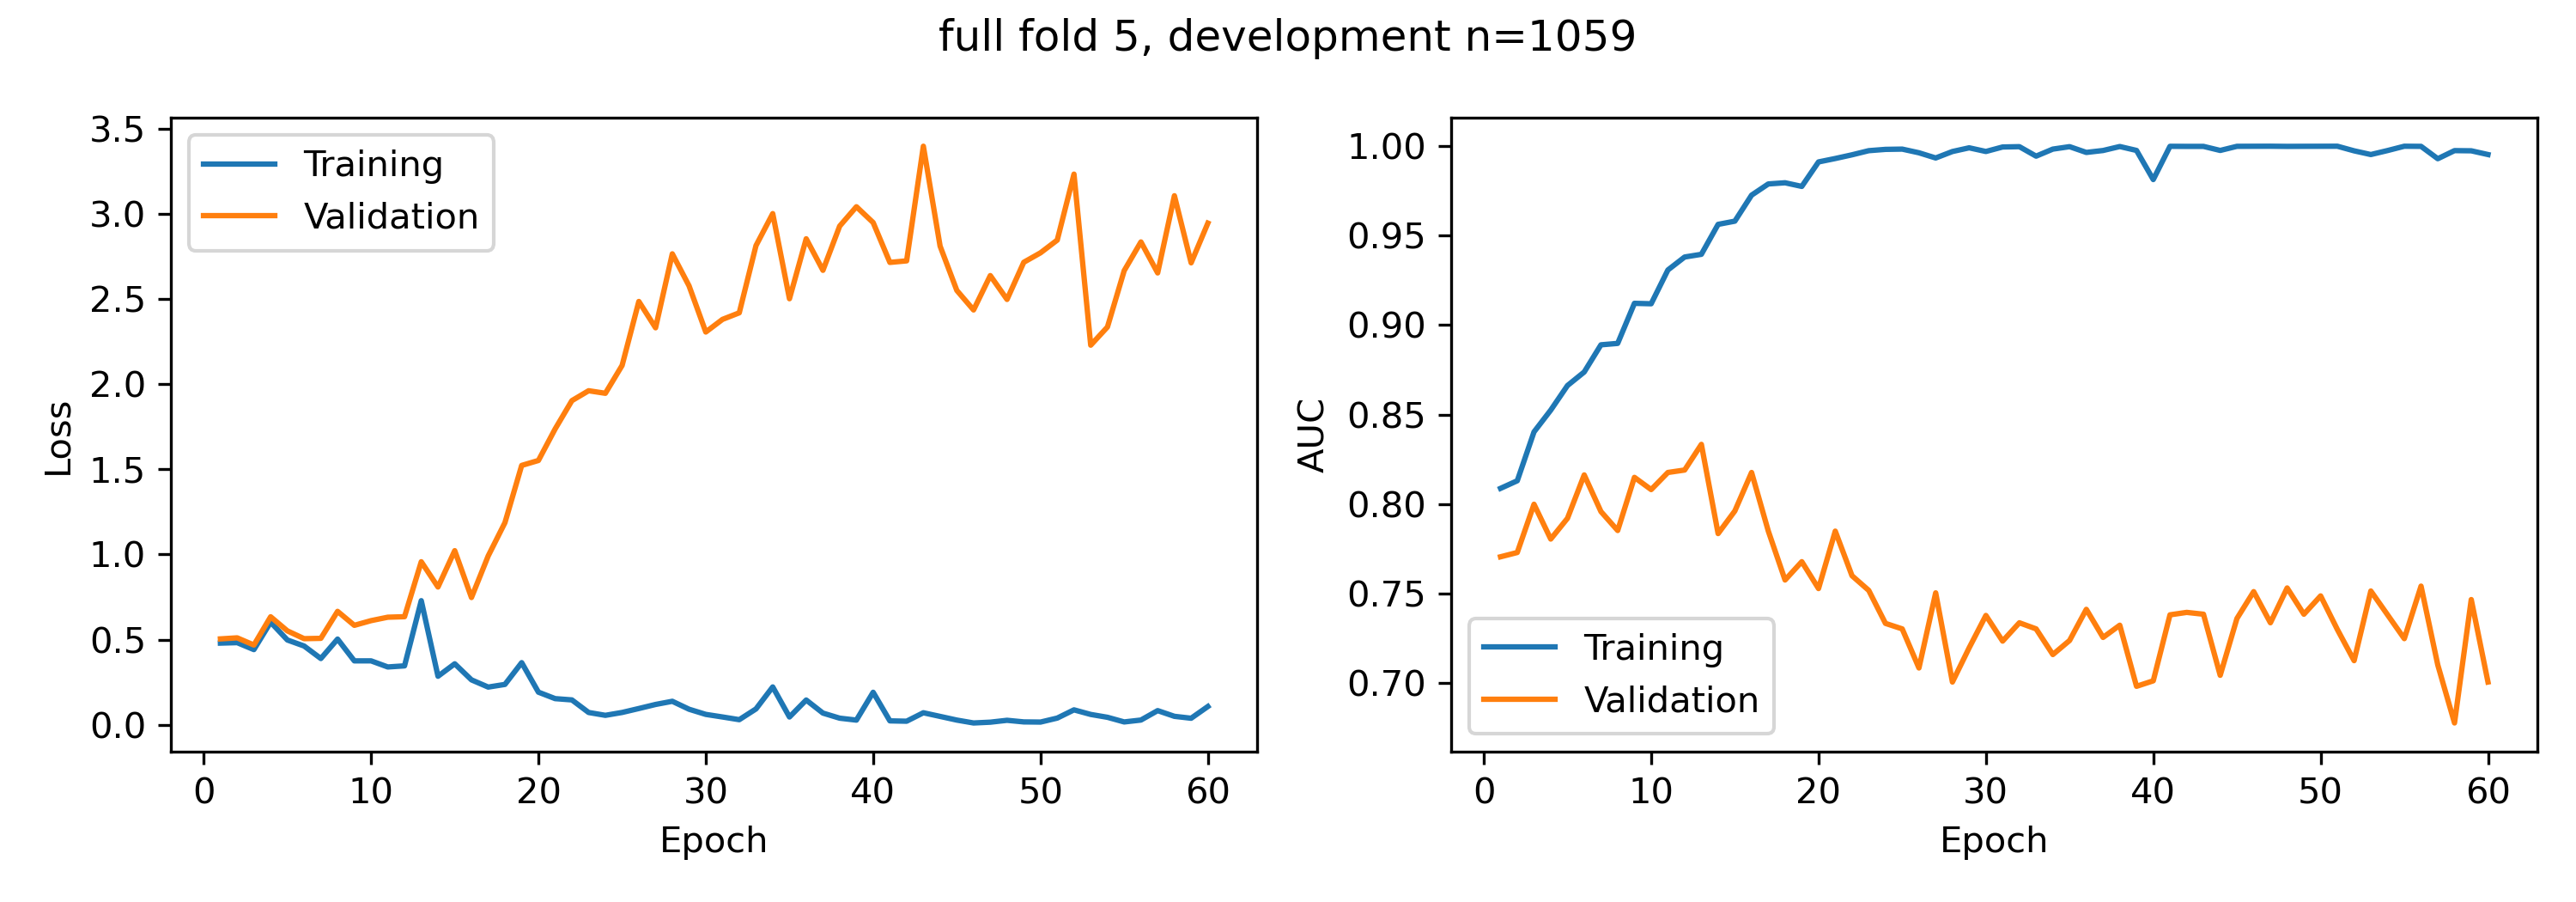 full fold 5, development n=1059
3.5
3.0
2.5
2.0
1.5
1.0
0.5
0.0
Loss
Training
Validation
0 10 20 30 40 50 60
Epoch
1.00
0.95
0.90
0.85
0.80
0.75
0.70
AUC
Training
Validation
0 10 20 30 40 50 60
Epoch